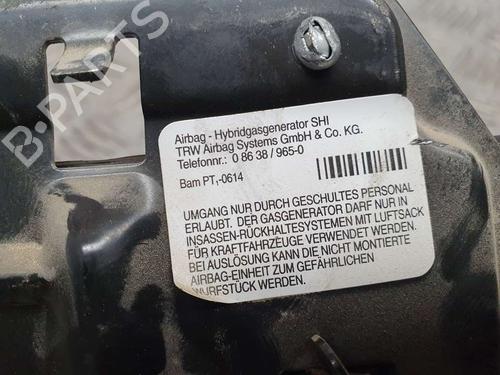 B-PARTS
Airbag - Hybridgasgenerator SHI
TRW Airbag Systems GmbH & Co. KG.
Telefonnr.: 0 86 38 / 965-0
Bam PT₁-0614
UMGANG NUR DURCH GESCHULTES PERSONAL
ERLAUBT. DER GASGENERATOR DARF NUR IN
INSASSEN-RÜCKHALTESYSTEMEN MIT LUFTSACK
FÜR KRAFTFAHRZEUGE VERWENDET WERDEN.
BEI AUSLÖSUNG KANN DIE NICHT MONTIERTE
AIRBAG-EINHEIT ZUM GEFÄHRLICHEN
WURFSTÜCK WERDEN.